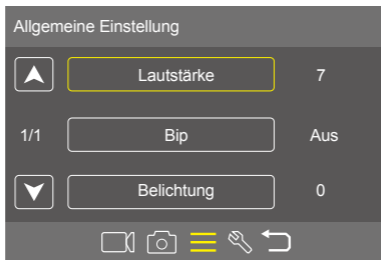 Allgemeine Einstellung
Lautstärke 7
1/1 Bip Aus
Belichtung 0